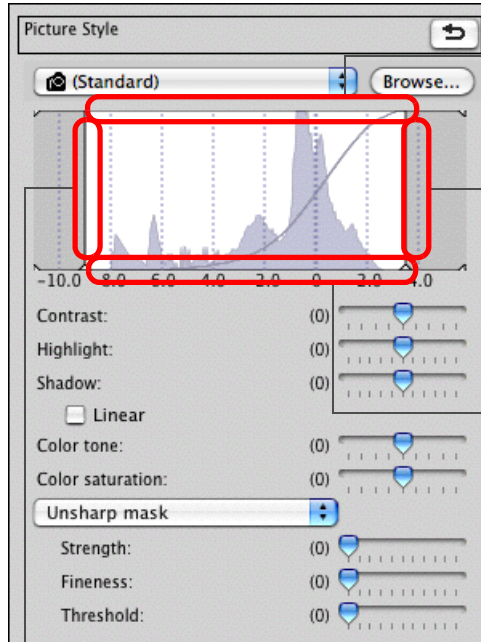 Picture Style
(Standard)
Browse...
-10.0 -8.0 -6.0 -4.0 -2.0 0 2.0 4.0
Contrast: (0)
Highlight: (0)
Shadow: (0)
Linear
Color tone: (0)
Color saturation: (0)
Unsharp mask
Strength: (0)
Fineness: (0)
Threshold: (0)